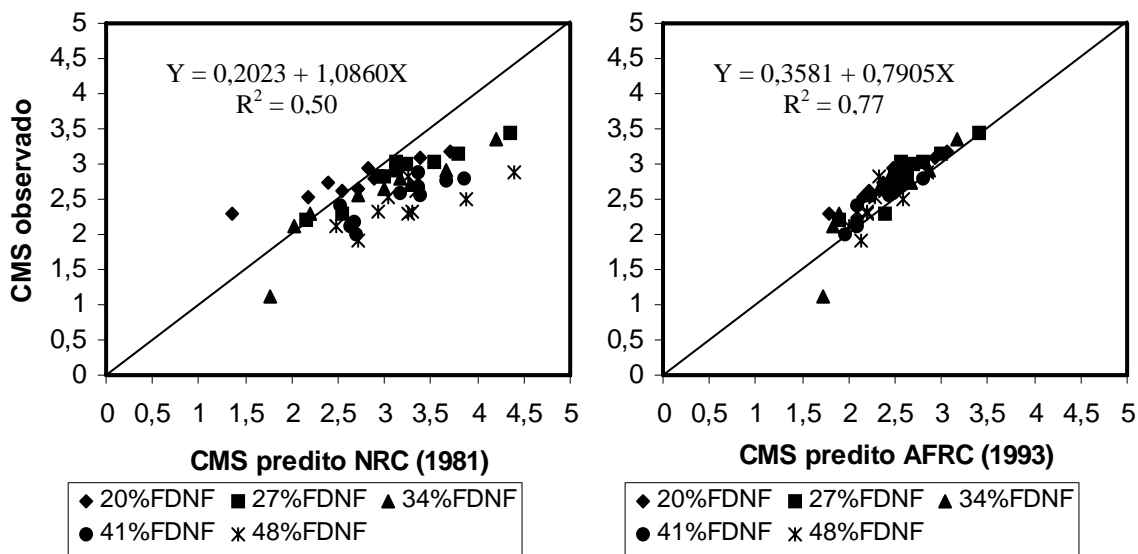 CMS observado
5
4,5
4
3,5
3
2,5
2
1,5
1
0,5
0
Y = 0,2023 + 1,0860X
R² = 0,50
0 0,5 1 1,5 2 2,5 3 3,5 4 4,5 5
CMS predito NRC (1981)
20%FDNF 27%FDNF 34%FDNF
41%FDNF 48%FDNF
5
4,5
4
3,5
3
2,5
2
1,5
1
0,5
0
Y = 0,3581 + 0,7905X
R² = 0,77
0 0,5 1 1,5 2 2,5 3 3,5 4 4,5 5
CMS predito AFRC (1993)
20%FDNF 27%FDNF 34%FDNF
41%FDNF 48%FDNF